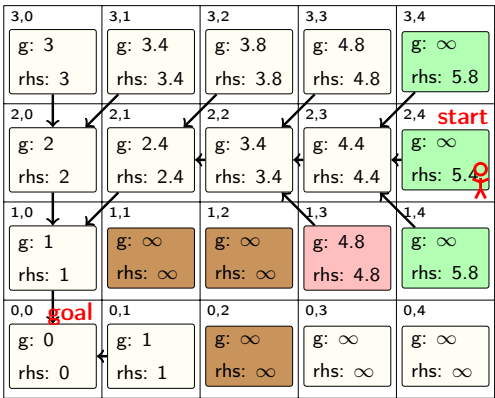 3,0 3,1 3,2 3,3 3,4
g: 3 g: 3.4 g: 3.8 g: 4.8 g: ∞
rhs: 3 rhs: 3.4 rhs: 3.8 rhs: 4.8 rhs: 5.8
2,0 2,1 2,2 2,3 2,4
start
g: 2 g: 2.4 g: 3.4 g: 4.4 g: ∞
rhs: 2 rhs: 2.4 rhs: 3.4 rhs: 4.4 rhs: 5.4
1,0 1,1 1,2 1,3 1,4
g: 1 g: ∞ g: ∞ g: 4.8 g: ∞
rhs: 1 rhs: ∞ rhs: ∞ rhs: 4.8 rhs: 5.8
0,0 0,1 0,2 0,3 0,4
goal
g: 0 g: 1 g: ∞ g: ∞ g: ∞
rhs: 0 rhs: 1 rhs: ∞ rhs: ∞ rhs: ∞